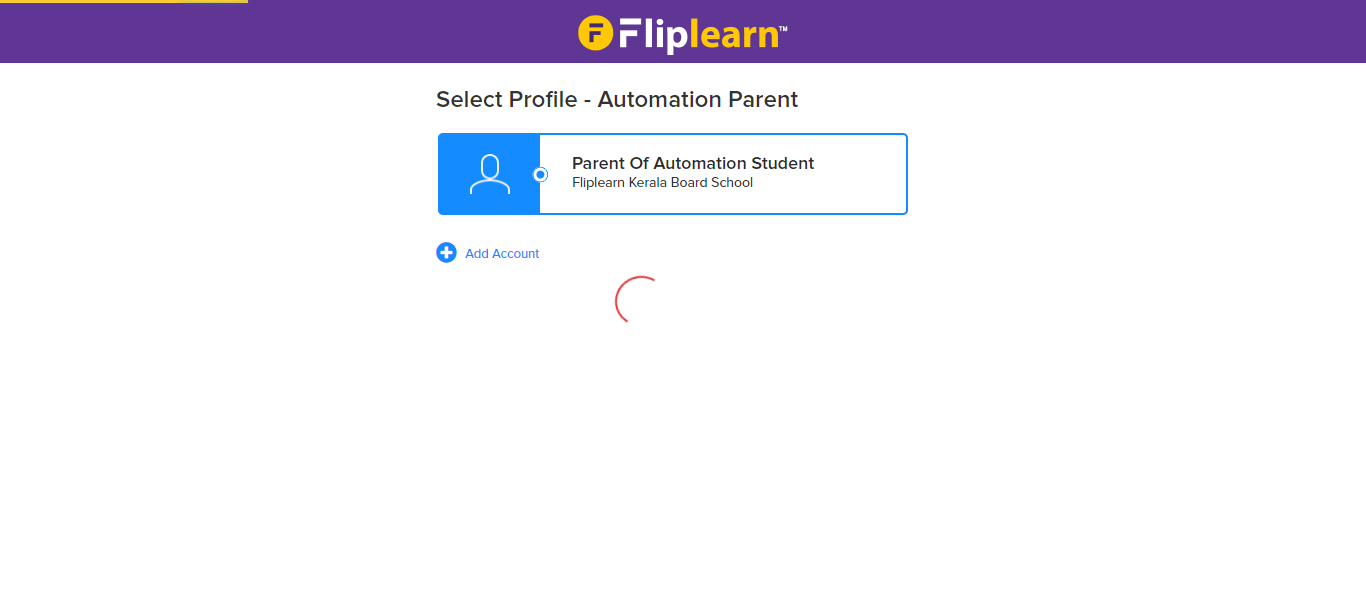 Fliplearn™
Select Profile - Automation Parent
Parent Of Automation Student
Fliplearn Kerala Board School
Add Account